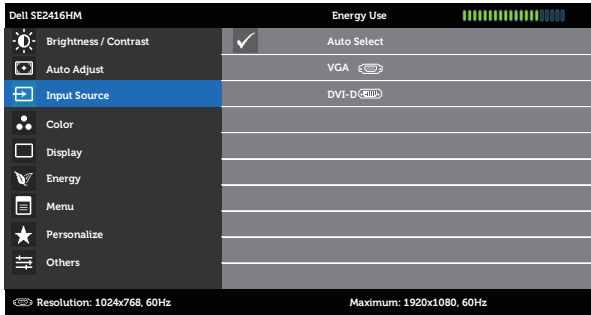 Dell SE2416HM Energy Use
Brightness / Contrast Auto Select
Auto Adjust VGA
Input Source DVI-D
Color
Display
Energy
Menu
Personalize
Others
Resolution: 1024x768, 60Hz Maximum: 1920x1080, 60Hz